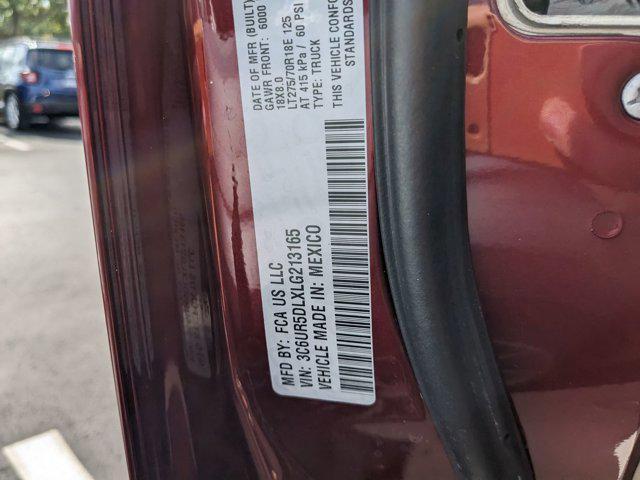 MFD BY: FCA US LLC
VIN: 3C6UR5DLXLG213165
VEHICLE MADE IN: MEXICO
DATE OF MFR (BUILT)
GAWR FRONT: 6000
18X8.0
LT275/70R18E 125
AT 415 kPa / 60 PSI
TYPE: TRUCK
THIS VEHICLE CONF
STANDARDS